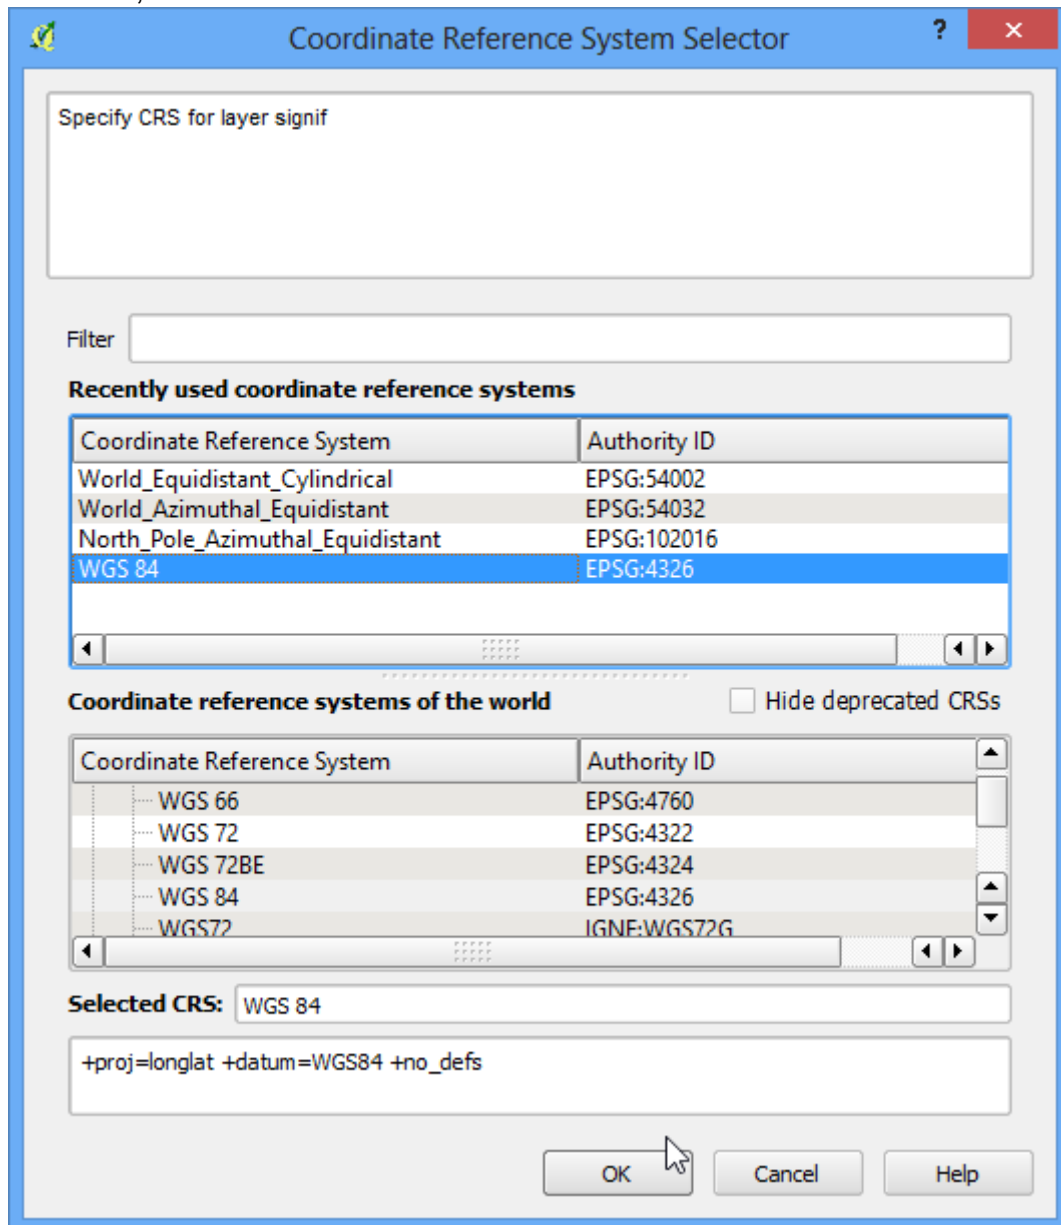 Coordinate Reference System Selector ? ×
Specify CRS for layer signif
Filter
Recently used coordinate reference systems
Coordinate Reference System Authority ID
World_Equidistant_Cylindrical EPSG:54002
World_Azimuthal_Equidistant EPSG:54032
North_Pole_Azimuthal_Equidistant EPSG:102016
WGS 84 EPSG:4326
Coordinate reference systems of the world Hide deprecated CRSs
Coordinate Reference System Authority ID
WGS 66 EPSG:4760
WGS 72 EPSG:4322
WGS 72BE EPSG:4324
WGS 84 EPSG:4326
WGS72 IGNF:WGS72G
Selected CRS: WGS 84
+proj=longlat +datum=WGS84 +no_defs
OK Cancel Help